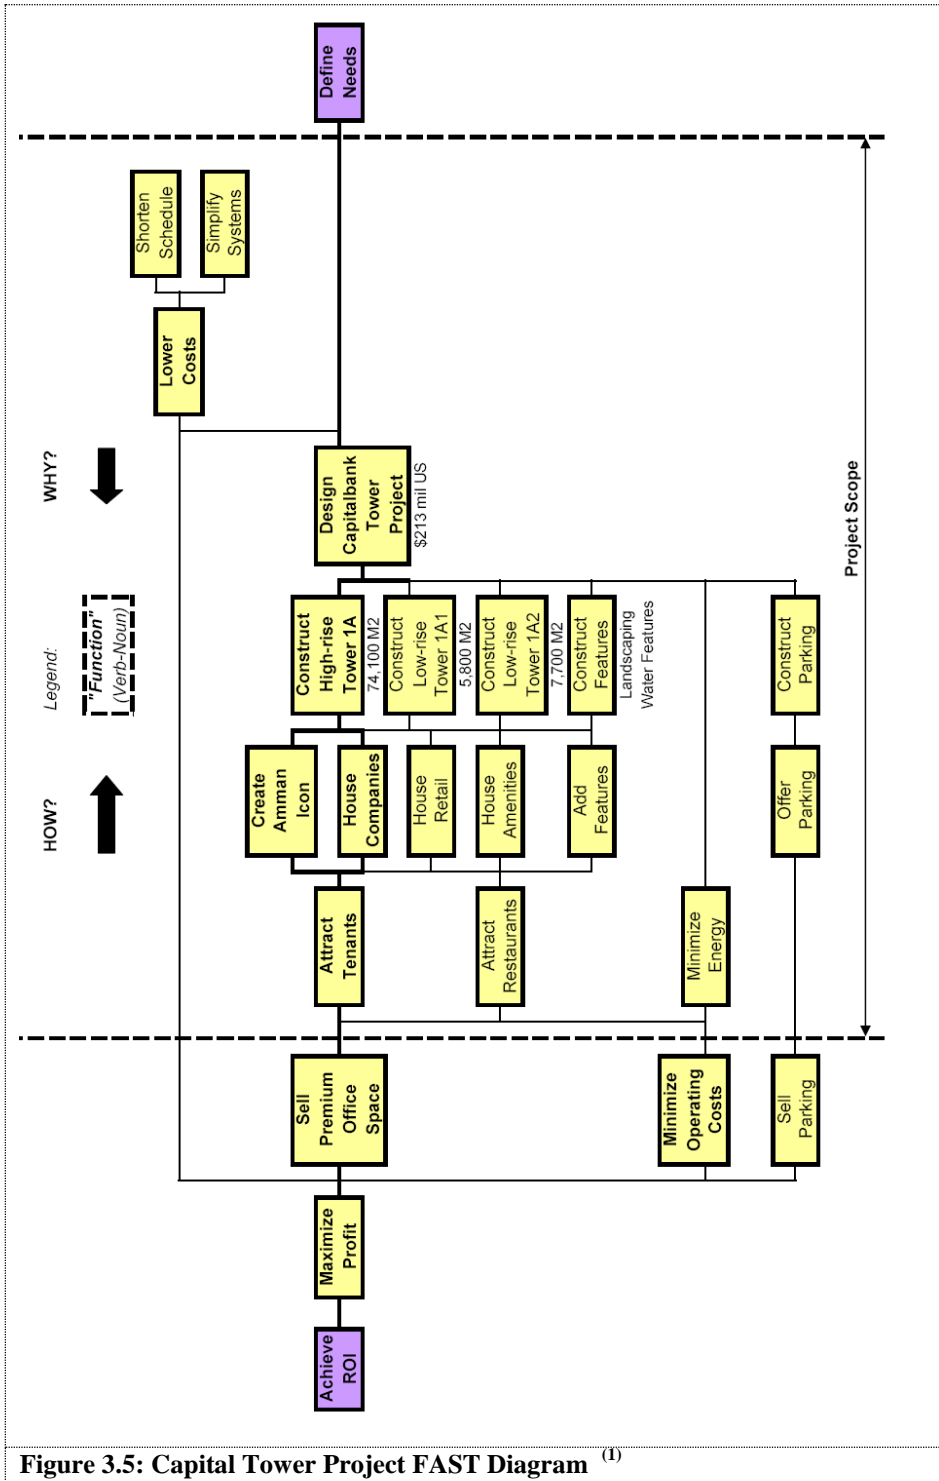 HOW?
Legend:
WHY?
"Function"
(Verb-Noun)
Shorten
Schedule
Lower
Costs
Simplify
Systems
Achieve
ROI
Maximize
Profit
Sell
Premium
Office
Space
Attract
Tenants
Create
Amman
Icon
House
Companies
Construct
High-rise
Tower 1A
74,100 M2
Design
Capitalbank
Tower
Project
$213 mil US
Define
Needs
House
Retail
Construct
Low-rise
Tower 1A1
5,800 M2
Attract
Restaurants
House
Amenities
Construct
Low-rise
Tower 1A2
7,700 M2
Add
Features
Construct
Features
Landscaping
Water Features
Minimize
Operating
Costs
Minimize
Energy
Sell
Parking
Offer
Parking
Construct
Parking
Project Scope
Figure 3.5: Capital Tower Project FAST Diagram (1)